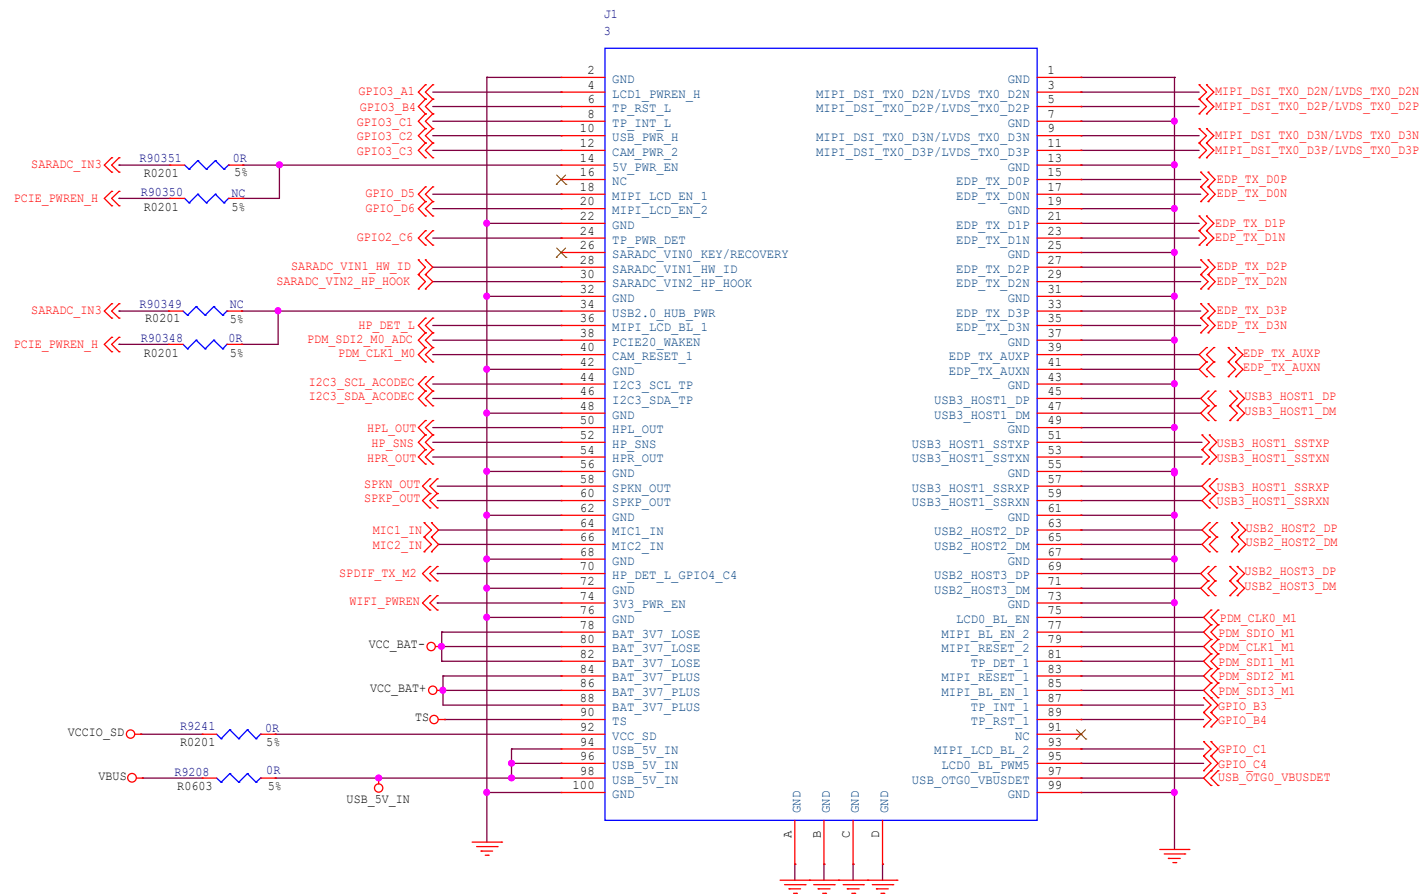 J1
3
2 GND
GND 1
GPIO3_A1 4 LCD1_PWREN_H
MIPI_DSI_TX0_D2N/LVDS_TX0_D2N 3 MIPI_DSI_TX0_D2N/LVDS_TX0_D2N
GPIO3_B4 6 TP_RST_L
MIPI_DSI_TX0_D2P/LVDS_TX0_D2P 5 MIPI_DSI_TX0_D2P/LVDS_TX0_D2P
GPIO3_C1 8 TP_INT_L
GND 7
GPIO3_C2 10 USB_PWR_H
MIPI_DSI_TX0_D3N/LVDS_TX0_D3N 9 MIPI_DSI_TX0_D3N/LVDS_TX0_D3N
GPIO3_C3 12 CAM_PWR_2
MIPI_DSI_TX0_D3P/LVDS_TX0_D3P 11 MIPI_DSI_TX0_D3P/LVDS_TX0_D3P
SARADC_IN3 R90351 0R R0201 5% 14 5V_PWR_EN
GND 13
16 NC
EDP_TX_D0P 15 EDP_TX_D0P
PCIE_PWREN_H R90350 NC R0201 5%
GPIO_D5 18 MIPI_LCD_EN_1
EDP_TX_D0N 17 EDP_TX_D0N
GPIO_D6 20 MIPI_LCD_EN_2
GND 19
22 GND
EDP_TX_D1P 21 EDP_TX_D1P
GPIO2_C6 24 TP_PWR_DET
EDP_TX_D1N 23 EDP_TX_D1N
26 SARADC_VIN0_KEY/RECOVERY
GND 25
SARADC_VIN1_HW_ID 28 SARADC_VIN1_HW_ID
EDP_TX_D2P 27 EDP_TX_D2P
SARADC_VIN2_HP_HOOK 30 SARADC_VIN2_HP_HOOK
EDP_TX_D2N 29 EDP_TX_D2N
32 GND
GND 31
SARADC_IN3 R90349 NC R0201 5% 34 USB2.0_HUB_PWR
EDP_TX_D3P 33 EDP_TX_D3P
HP_DET_L 36 MIPI_LCD_BL_1
EDP_TX_D3N 35 EDP_TX_D3N
PCIE_PWREN_H R90348 0R R0201 5%
PDM_SDI2_M0_ADC 38 PCIE20_WAKEN
GND 37
PDM_CLK1_M0 40 CAM_RESET_1
EDP_TX_AUXP 39 EDP_TX_AUXP
42 GND
EDP_TX_AUXN 41 EDP_TX_AUXN
I2C3_SCL_ACODEC 44 I2C3_SCL_TP
GND 43
I2C3_SDA_ACODEC 46 I2C3_SDA_TP
USB3_HOST1_DP 45 USB3_HOST1_DP
48 GND
USB3_HOST1_DM 47 USB3_HOST1_DM
HPL_OUT 50 HPL_OUT
GND 49
HP_SNS 52 HP_SNS
USB3_HOST1_SSTXP 51 USB3_HOST1_SSTXP
HPR_OUT 54 HPR_OUT
USB3_HOST1_SSTXN 53 USB3_HOST1_SSTXN
56 GND
GND 55
SPKN_OUT 58 SPKN_OUT
USB3_HOST1_SSRXP 57 USB3_HOST1_SSRXP
SPKP_OUT 60 SPKP_OUT
USB3_HOST1_SSRXN 59 USB3_HOST1_SSRXN
62 GND
GND 61
MIC1_IN 64 MIC1_IN
USB2_HOST2_DP 63 USB2_HOST2_DP
MIC2_IN 66 MIC2_IN
USB2_HOST2_DM 65 USB2_HOST2_DM
68 GND
GND 67
SPDIF_TX_M2 70 HP_DET_L_GPIO4_C4
USB2_HOST3_DP 69 USB2_HOST3_DP
72 GND
USB2_HOST3_DM 71 USB2_HOST3_DM
WIFI_PWREN 74 3V3_PWR_EN
GND 73
76 GND
LCD0_BL_EN 75 PDM_CLK0_M1
78 BAT_3V7_LOSE
MIPI_BL_EN_2 77 PDM_SDI0_M1
VCC_BAT- 80 BAT_3V7_LOSE
MIPI_RESET_2 79 PDM_CLK1_M1
82 BAT_3V7_LOSE
TP_DET_1 81 PDM_SDI1_M1
84 BAT_3V7_PLUS
MIPI_RESET_1 83 PDM_SDI2_M1
VCC_BAT+ 86 BAT_3V7_PLUS
MIPI_BL_EN_1 85 PDM_SDI3_M1
88 BAT_3V7_PLUS
TP_INT_1 87 GPIO_B3
TS 90 TS
TP_RST_1 89 GPIO_B4
VCCIO_SD R9241 0R R0201 5% 92 VCC_SD
NC 91
94 USB_5V_IN
MIPI_LCD_BL_2 93 GPIO_C1
96 USB_5V_IN
LCD0_BL_PWM5 95 GPIO_C4
VBUS R9208 0R R0603 5% USB_5V_IN 98 USB_5V_IN
USB_OTG0_VBUSDET 97 USB_OTG0_VBUSDET
100 GND
GND 99
GND GND GND GND
A B C D